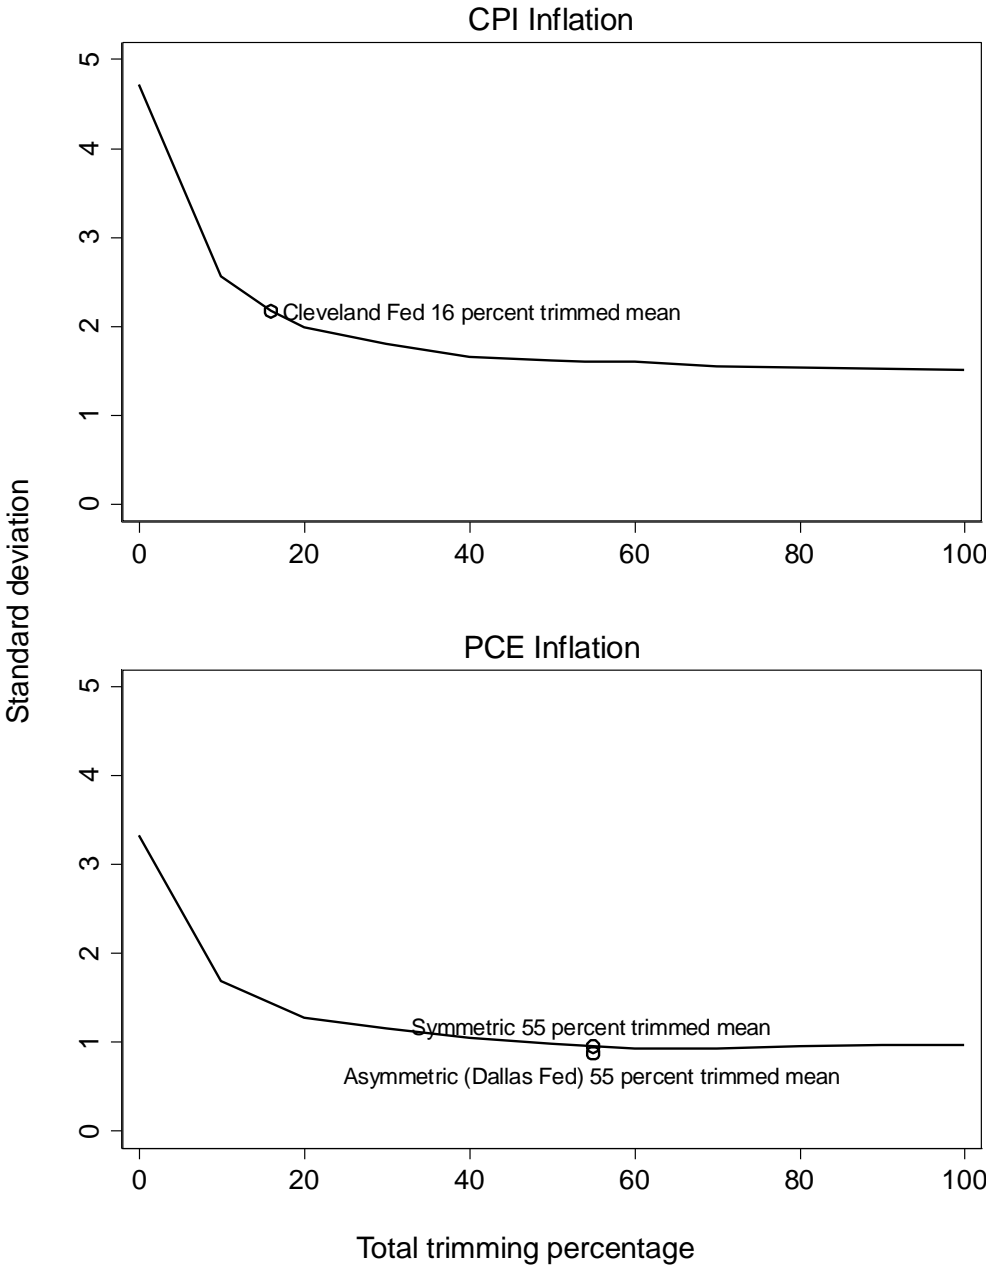 CPI Inflation
5
4
3
2
1
0
Cleveland Fed 16 percent trimmed mean
0 20 40 60 80 100
Standard deviation
PCE Inflation
5
4
3
2
1
0
Symmetric 55 percent trimmed mean
Asymmetric (Dallas Fed) 55 percent trimmed mean
0 20 40 60 80 100
Total trimming percentage